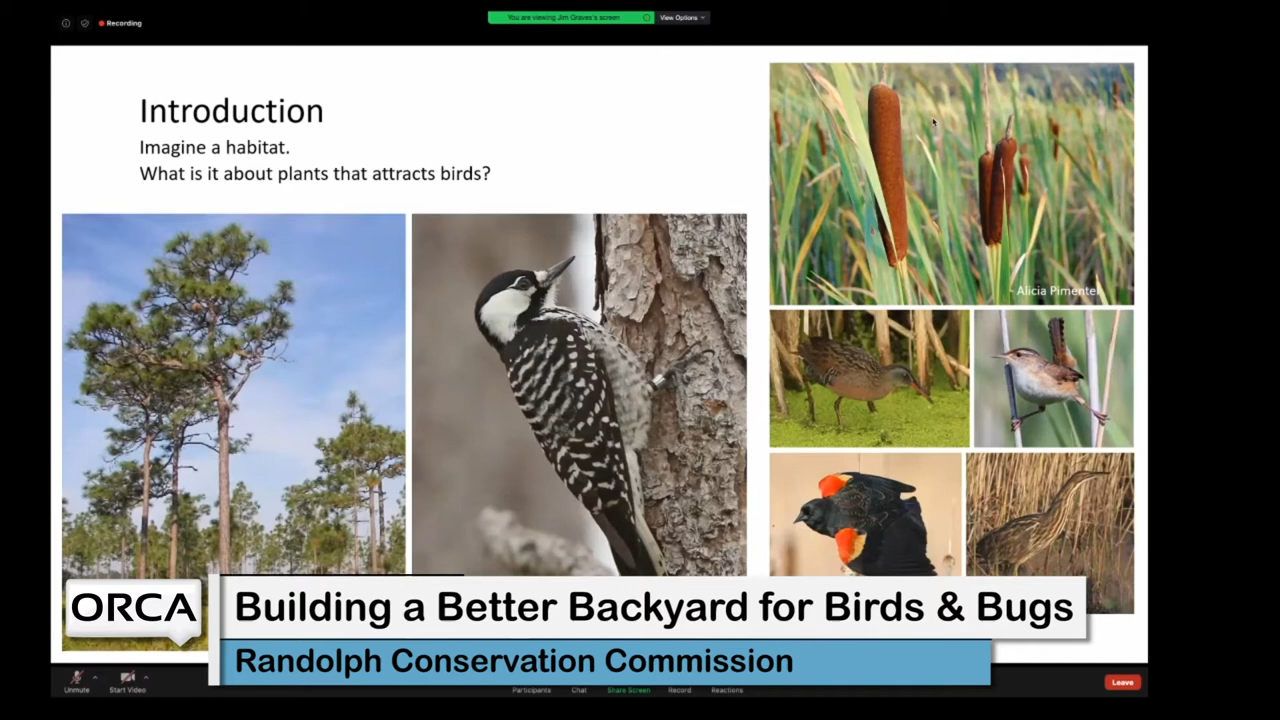 Recording
You are viewing Jim Graves's screen
View Options
Introduction
Imagine a habitat.
What is it about plants that attracts birds?
- Alicia Pimentel
ORCA
Building a Better Backyard for Birds & Bugs
Randolph Conservation Commission
Unmute
Start Video
Participants
Chat
Share Screen
Record
Reactions
Leave